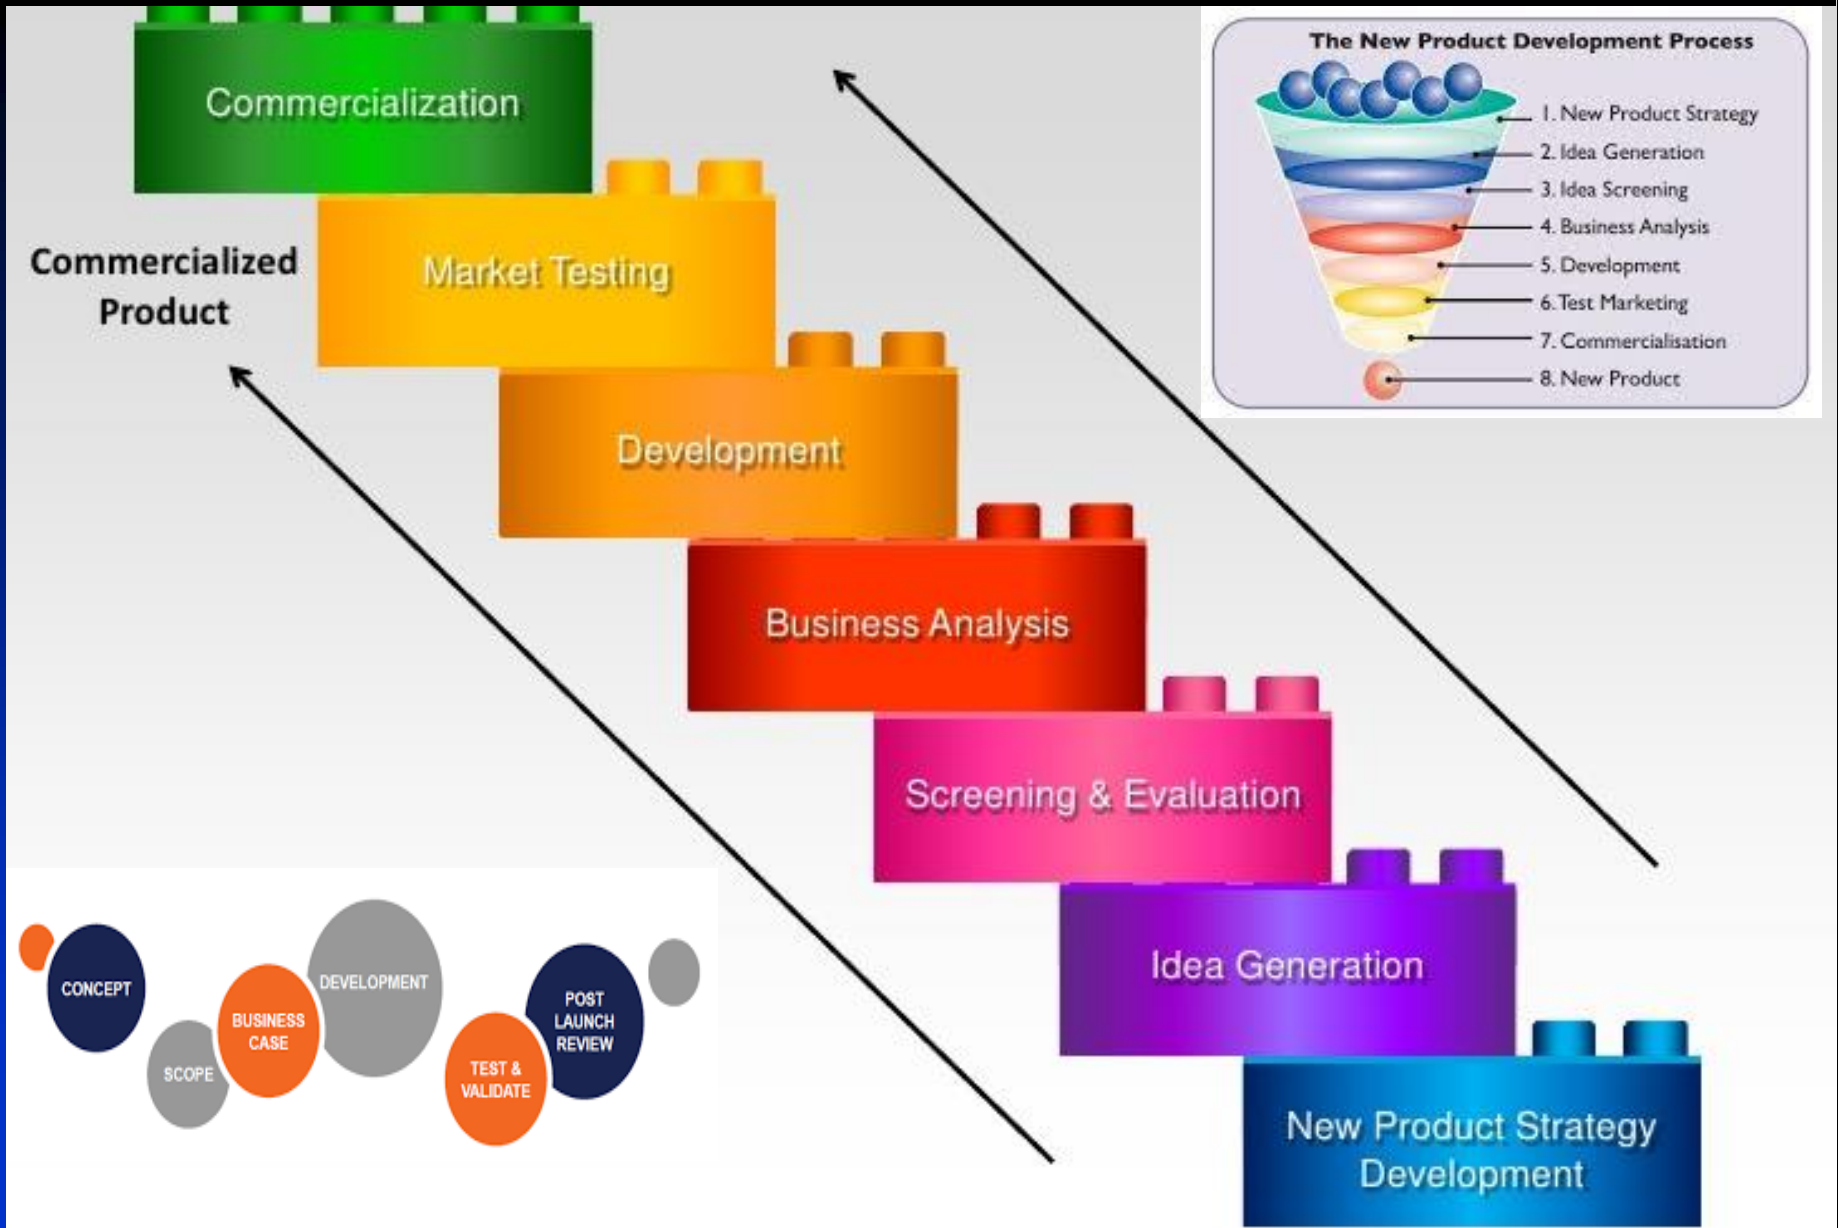 Commercialization
Commercialized
Product
Market Testing
Development
Business Analysis
Screening & Evaluation
Idea Generation
New Product Strategy
Development
The New Product Development Process
1. New Product Strategy
2. Idea Generation
3. Idea Screening
4. Business Analysis
5. Development
6. Test Marketing
7. Commercialisation
8. New Product
CONCEPT
SCOPE
BUSINESS
CASE
DEVELOPMENT
TEST &
VALIDATE
POST
LAUNCH
REVIEW